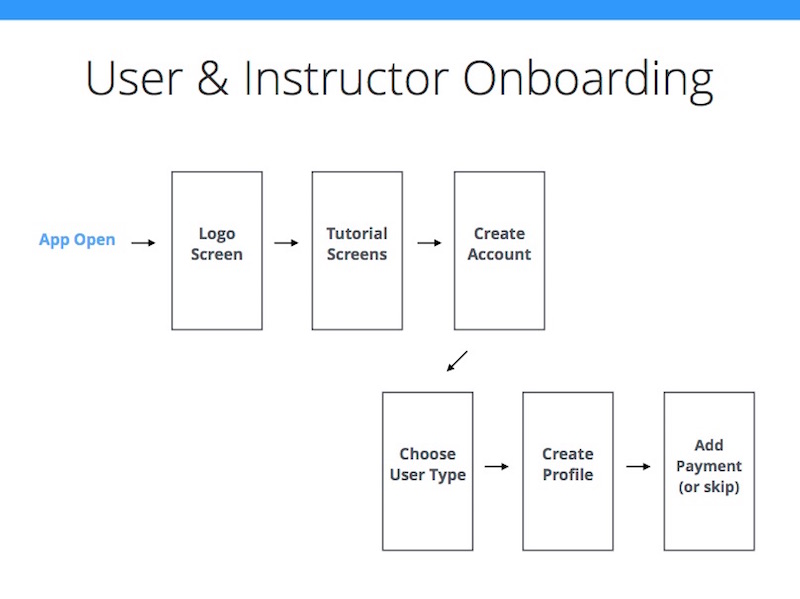 User & Instructor Onboarding
App Open
Logo
Screen
Tutorial
Screens
Create
Account
Choose
User Type
Create
Profile
Add
Payment
(or skip)